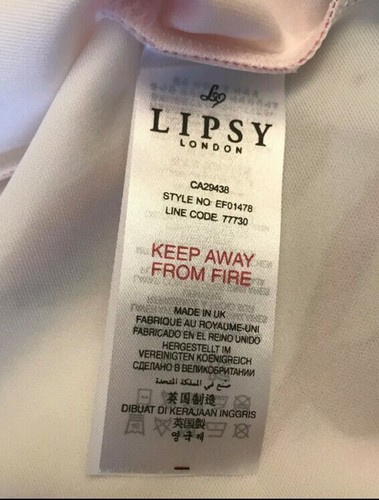 LIPSY
LONDON
CA29438
STYLE NO: EF01478
LINE CODE: 77730
KEEP AWAY
FROM FIRE
MADE IN UK
FABRIQUE AU ROYAUME-UNI
FABRICADO EN EL REINO UNIDO
HERGESTELLT IM
VEREINIGTEN KOENIGREICH
СДЕЛАНО В ВЕЛИКОБРИТАНИИ
صنع في المملكة المتحدة
英国制造
DIBUAT DI KERAJAAN INGGRIS
英国製
영국제